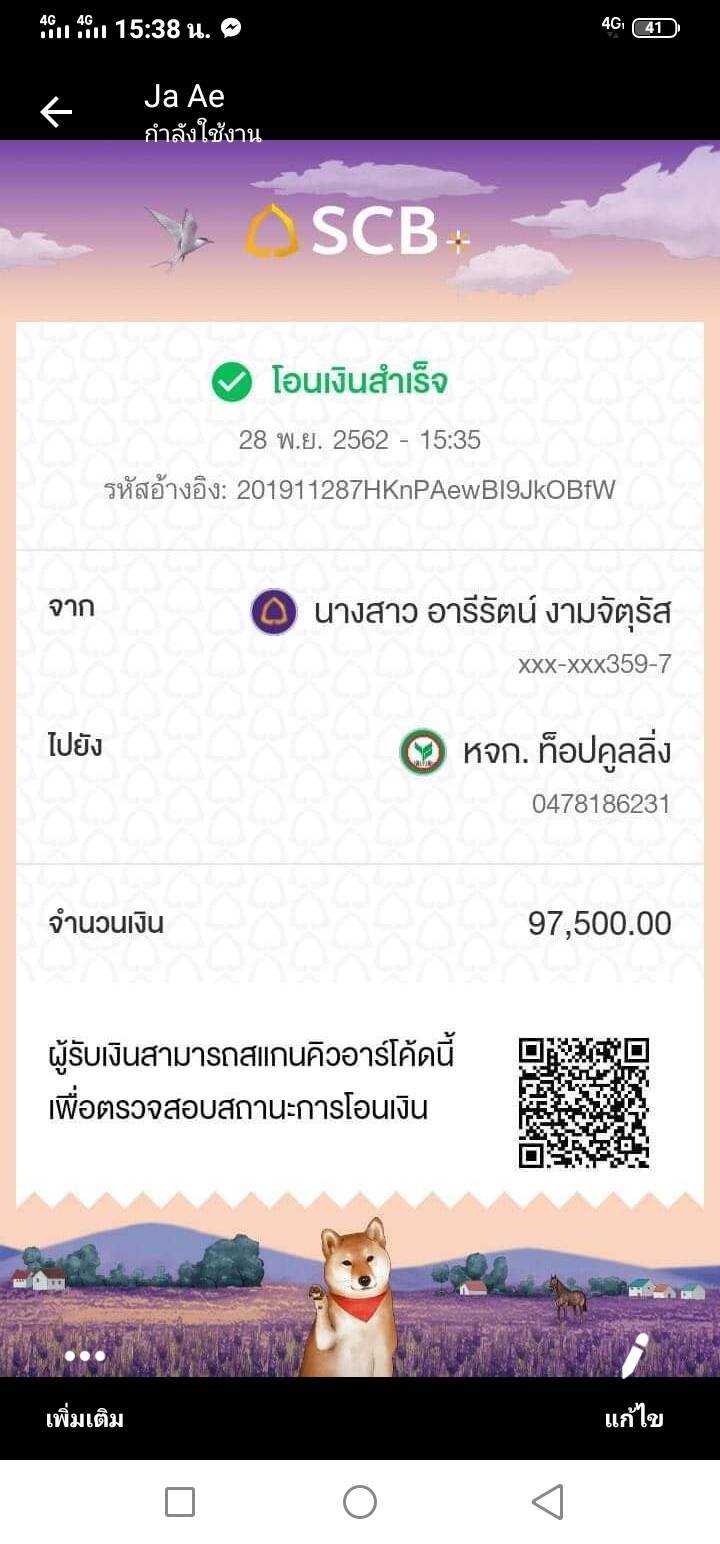 4G 4G 15:38 น. 4G 41
Ja Ae
กำลังใช้งาน
SCB
โอนเงินสำเร็จ
28 พ.ย. 2562 - 15:35
รหัสอ้างอิง: 201911287HKnPAewBI9JkOBfW
จาก นางสาว อารีรัตน์ งามจัตุรัส
xxx-xxx359-7
ไปยัง หจก. ท็อปคูลลิ่ง
0478186231
จำนวนเงิน 97,500.00
ผู้รับเงินสามารถสแกนคิวอาร์โค้ดนี้
เพื่อตรวจสอบสถานะการโอนเงิน
เพิ่มเติม แก้ไข